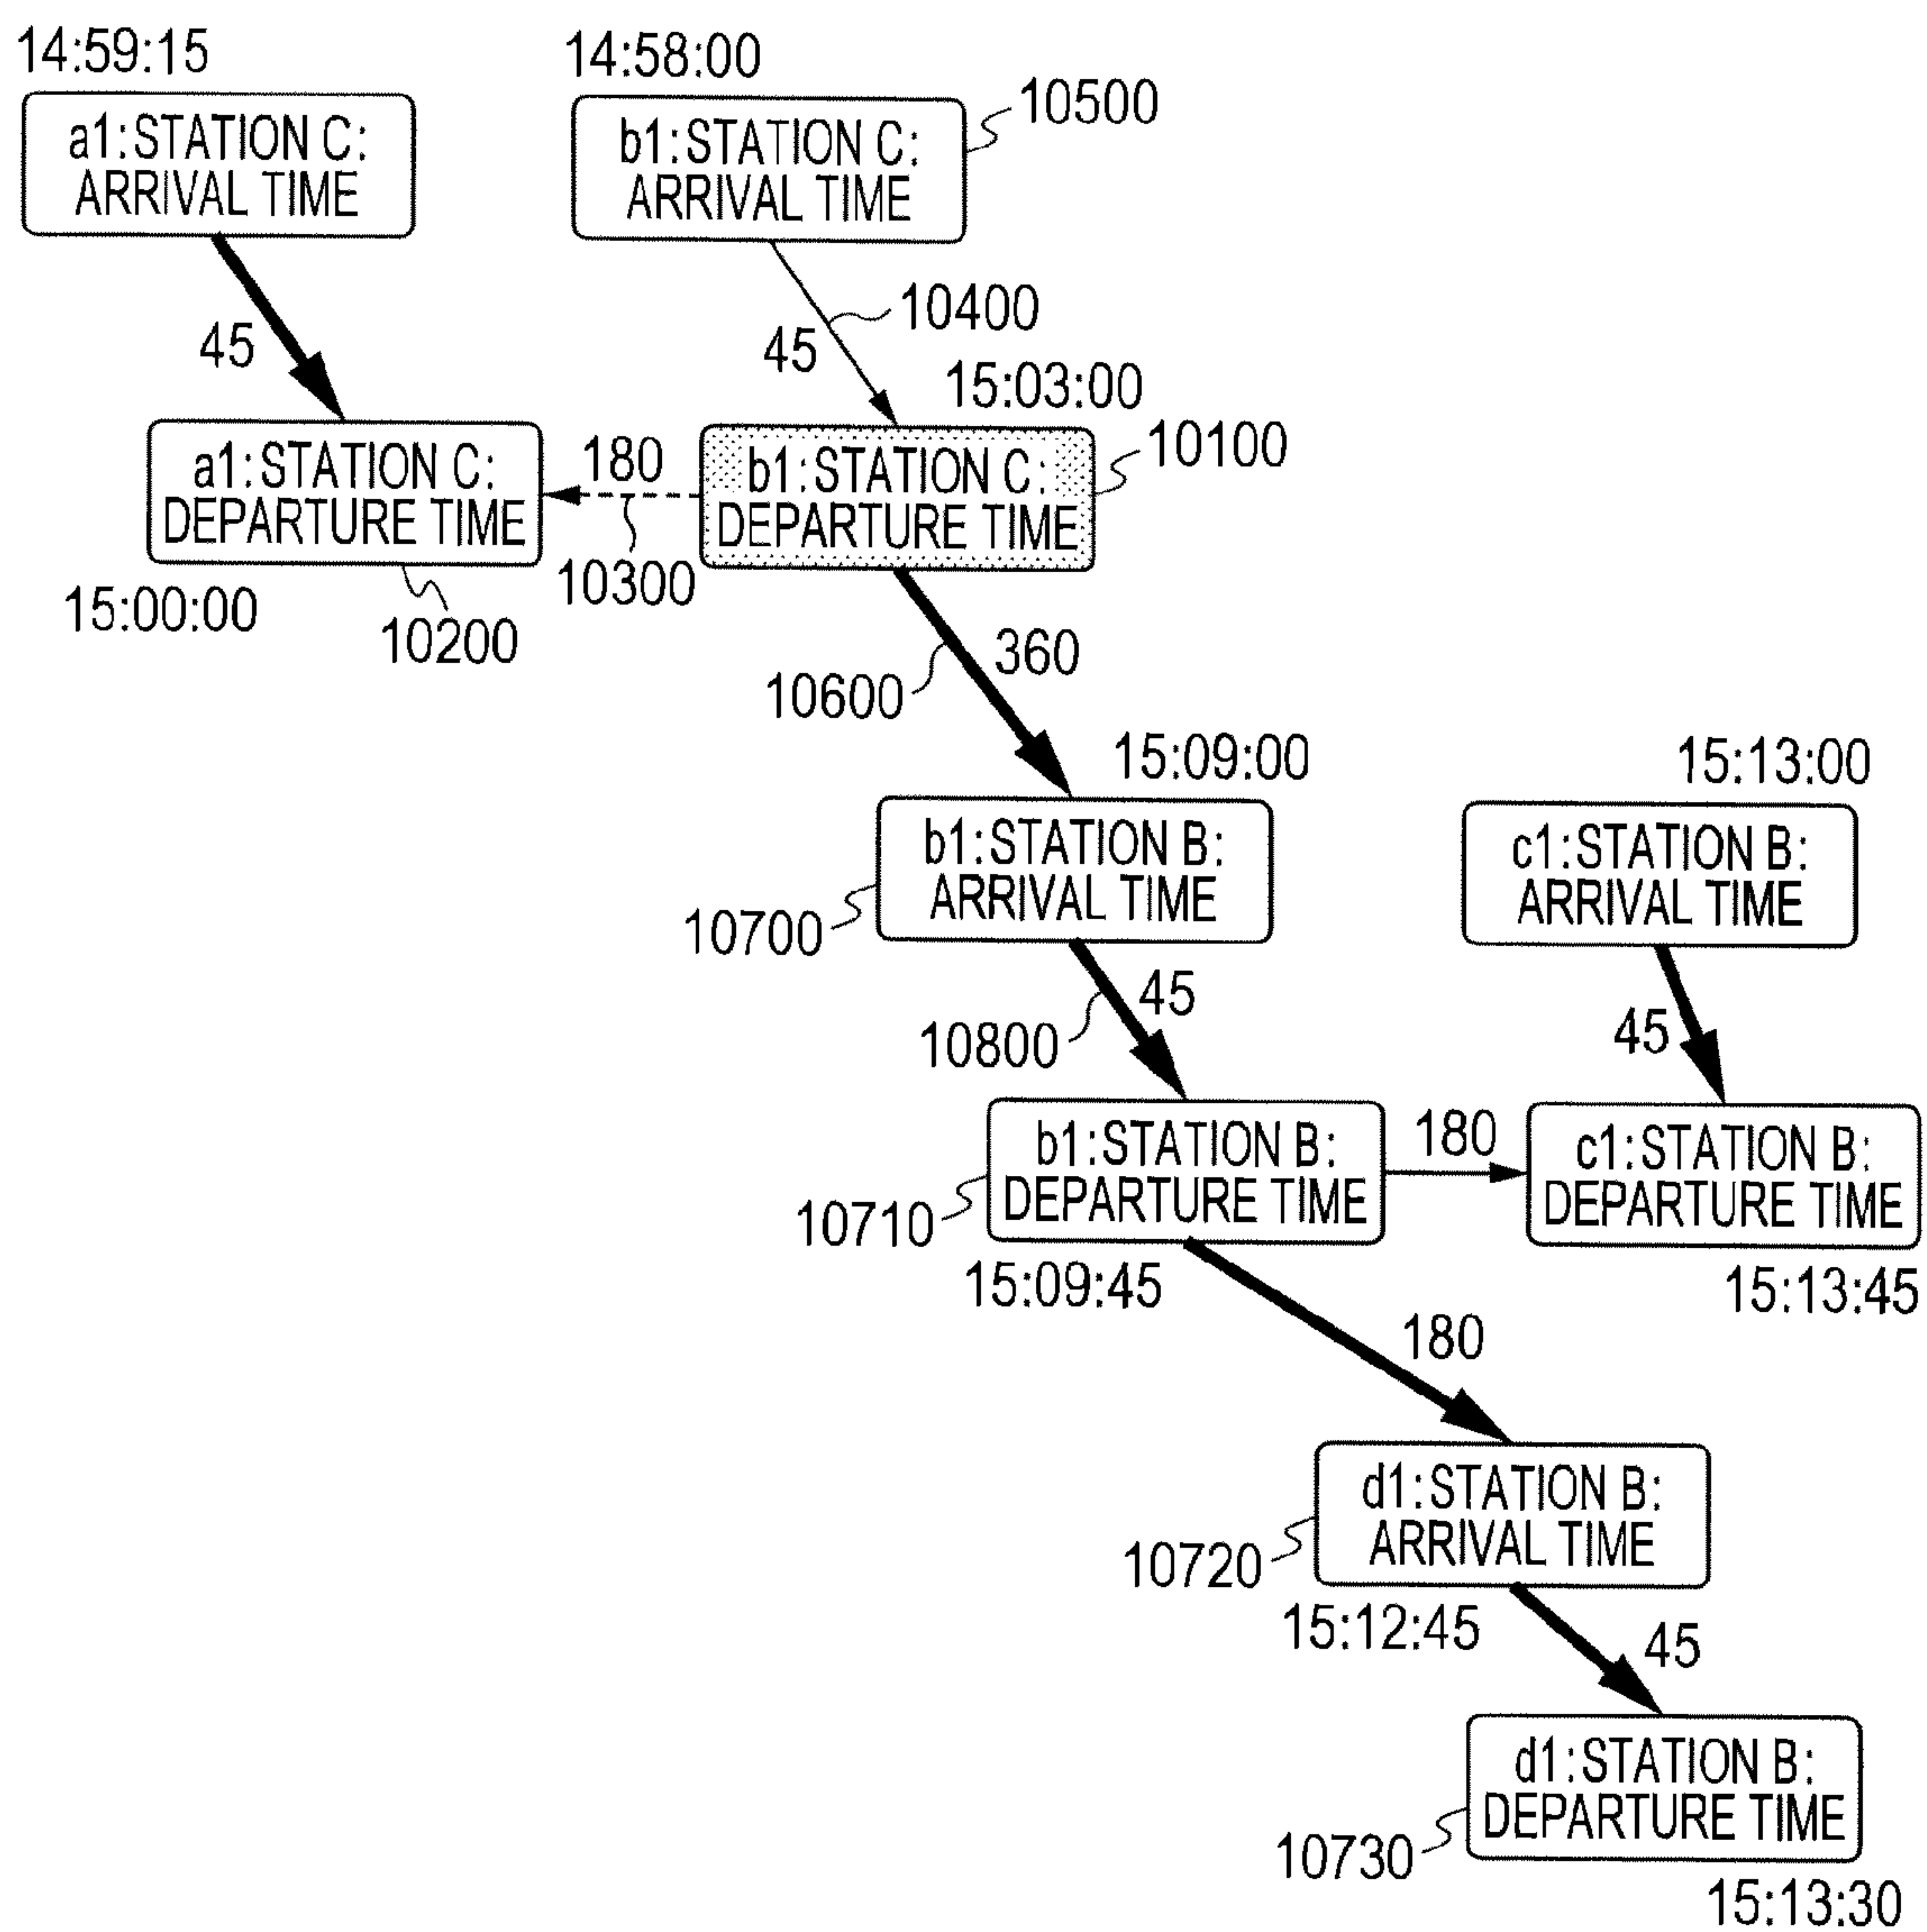 14:59:15
14:58:00
a1:STATION C:
ARRIVAL TIME
b1:STATION C:
ARRIVAL TIME
10500
45
10400
45
15:03:00
a1:STATION C:
DEPARTURE TIME
180
b1:STATION C:
DEPARTURE TIME
10100
10300
15:00:00
10200
360
10600
15:09:00
15:13:00
b1:STATION B:
ARRIVAL TIME
c1:STATION B:
ARRIVAL TIME
10700
45
10800
45
b1:STATION B:
DEPARTURE TIME
180
c1:STATION B:
DEPARTURE TIME
10710
15:09:45
15:13:45
180
d1:STATION B:
ARRIVAL TIME
10720
15:12:45
45
d1:STATION B:
DEPARTURE TIME
10730
15:13:30